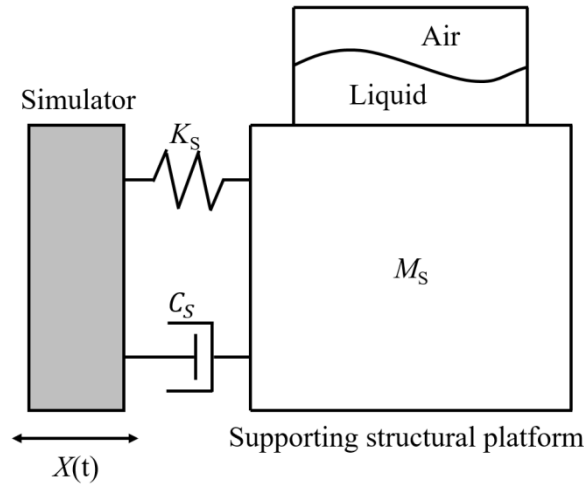 Air
Liquid
Simulator
K_S
M_S
C_S
Supporting structural platform
X(t)